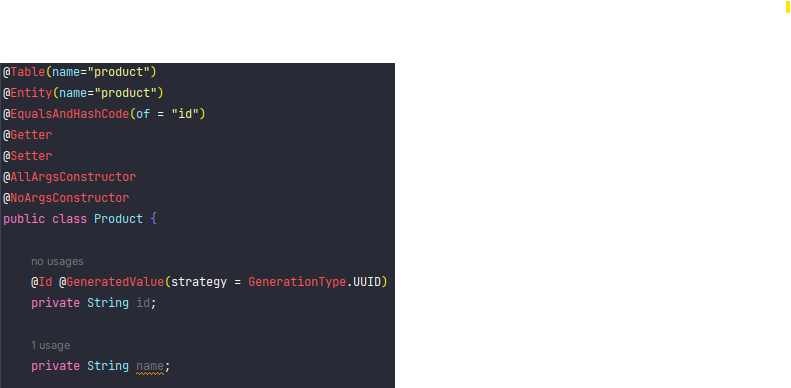 @Table(name="product")
@Entity(name="product")
@EqualsAndHashCode(of = "id")
@Getter
@Setter
@AllArgsConstructor
@NoArgsConstructor
public class Product {
no usages
@Id @GeneratedValue(strategy = GenerationType.UUID)
private String id;
1 usage
private String name;